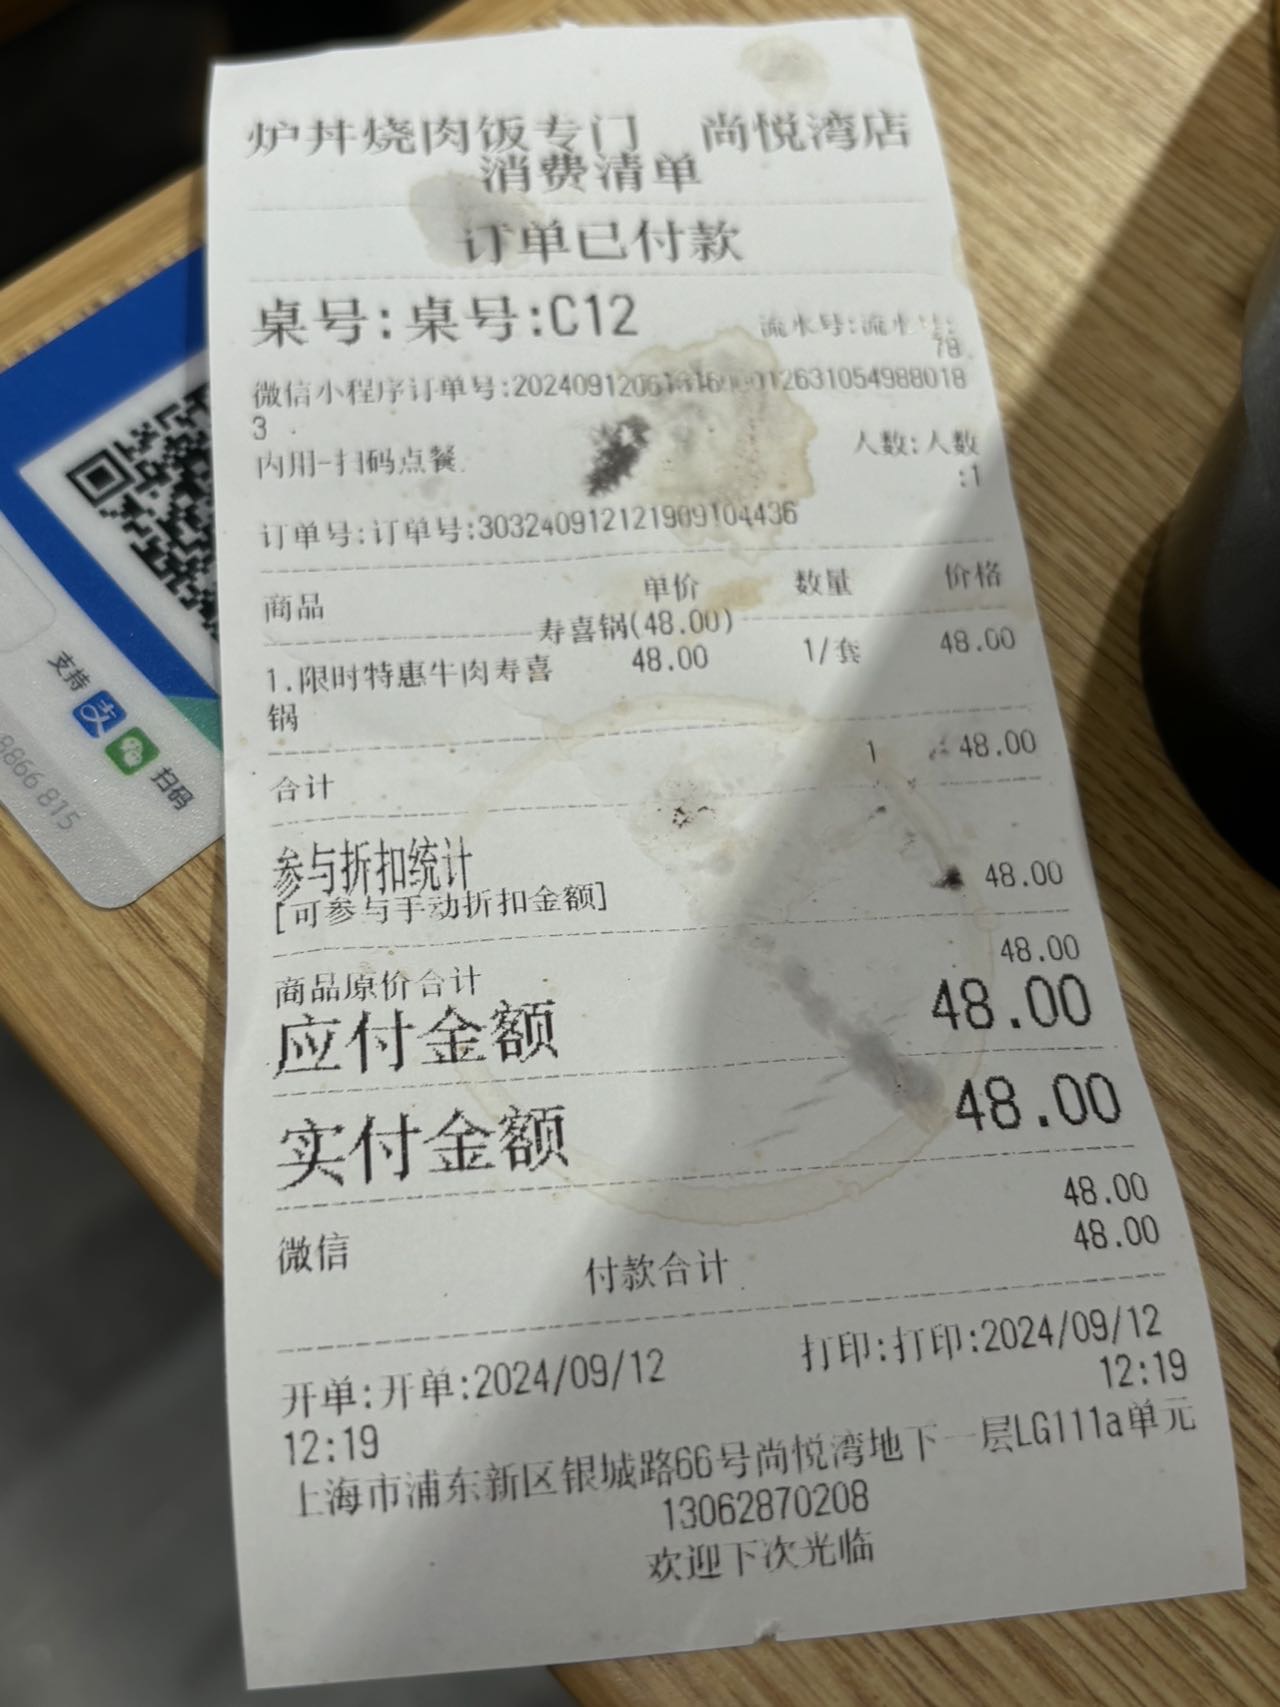 炉丼烧肉饭专门 尚悦湾店
消费清单
订单已付款
桌号:桌号:C12
流水号:流水号:
78
微信小程序订单号:
3
内用-扫码点餐
人数:人数
:1
订单号:订单号:303240912121909104436
商品 单价 数量 价格
寿喜锅(48.00)
1.限时特惠牛肉寿喜 48.00 1/套 48.00
锅
合计 1 48.00
参与折扣统计
[可参与手动折扣金额] 48.00
商品原价合计 48.00
应付金额 48.00
实付金额 48.00
微信 48.00
付款合计 48.00
开单:开单:2024/09/12
12:19
打印:打印:2024/09/12
12:19
上海市浦东新区银城路66号尚悦湾地下一层LG111a单元
13062870208
欢迎下次光临
支持
扫码
8866 815